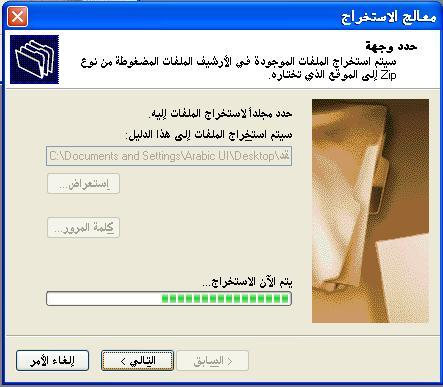 معالج الاستخراج
حدد وجهة
سيتم استخراج الملفات الموجودة في الأرشيف الملفات المضغوطة من نوع
Zip إلى الموقع الذي تختاره.
حدد مجلداً لاستخراج الملفات إليه.
سيتم استخراج الملفات إلى هذا الدليل:
C:\Documents and Settings\Arabic UI\Desktop\نقد
إستعراض...
كلمة المرور...
يتم الآن الاستخراج...
< السابق
التالي >
إلغاء الأمر